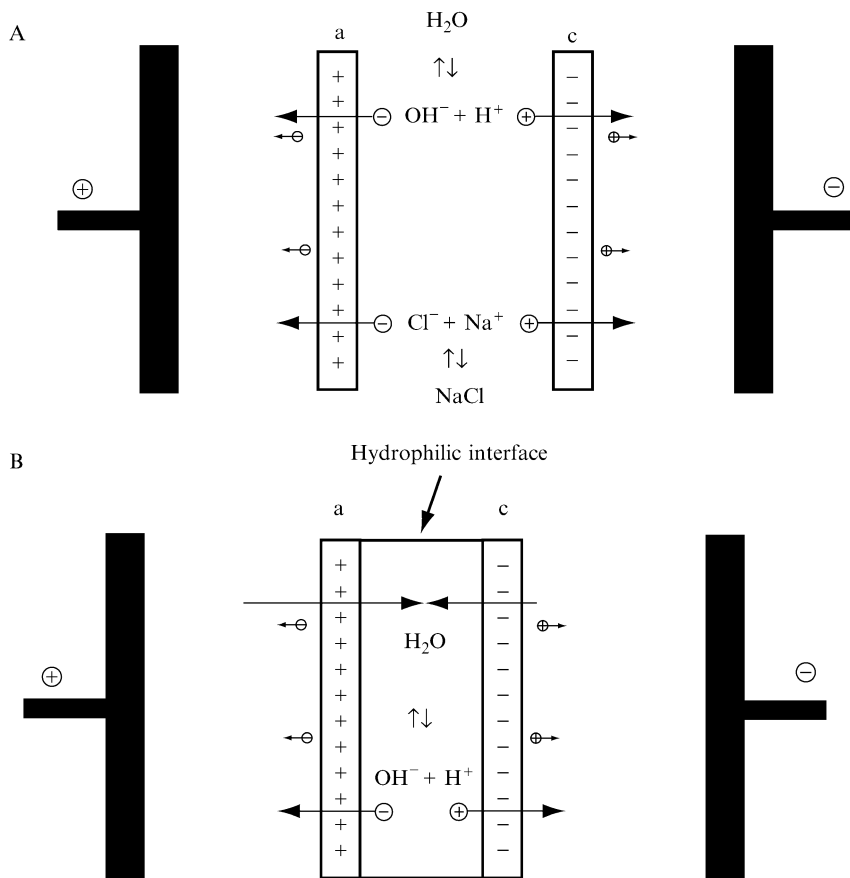 A
H₂O
a
c
↑↓
OH⁻ + H⁺
Cl⁻ + Na⁺
↑↓
NaCl
B
Hydrophilic interface
a
c
H₂O
↑↓
OH⁻ + H⁺